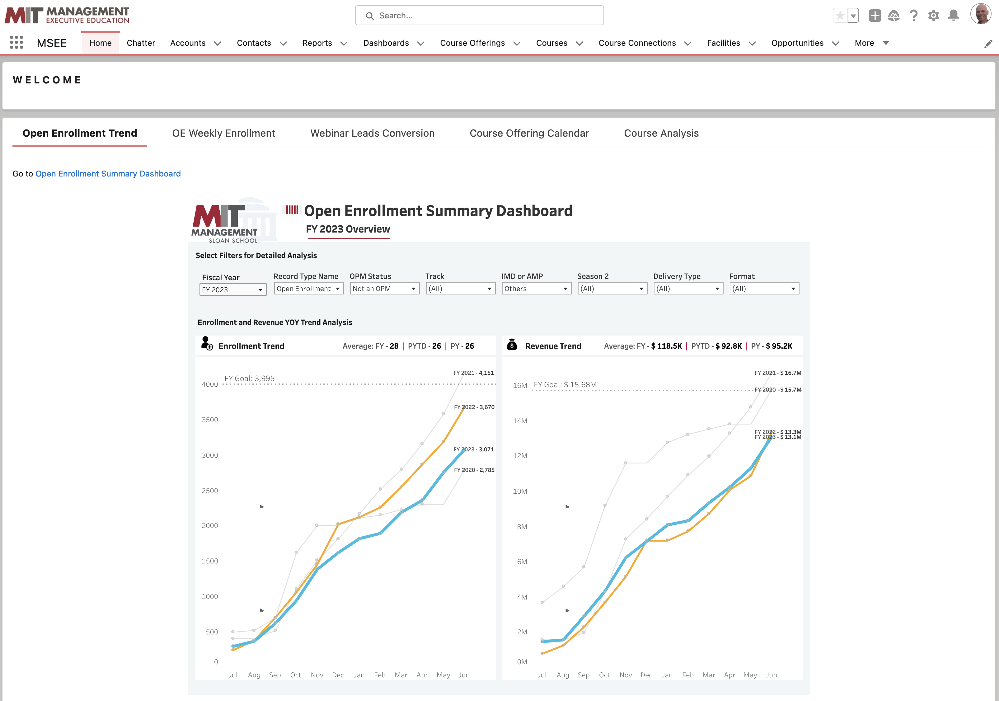 MIT MANAGEMENT
EXECUTIVE EDUCATION
Search...
MSEE Home Chatter Accounts Contacts Reports Dashboards Course Offerings Courses Course Connections Facilities Opportunities More
WELCOME
Open Enrollment Trend OE Weekly Enrollment Webinar Leads Conversion Course Offering Calendar Course Analysis
Go to Open Enrollment Summary Dashboard
MIT
MANAGEMENT
SLOAN SCHOOL
Open Enrollment Summary Dashboard
FY 2023 Overview
Select Filters for Detailed Analysis
Fiscal Year Record Type Name OPM Status Track IMD or AMP Season 2 Delivery Type Format
FY 2023 Open Enrollment Not an OPM (All) Others (All) (All) (All)
Enrollment and Revenue YOY Trend Analysis
Enrollment Trend Average: FY - 28 | PYTD - 26 | PY - 26
FY 2021 - 4,151
FY Goal: 3,995
4000
FY 2022 - 3,670
3500
FY 2023 - 3,071
3000
FY 2020 - 2,785
2500
2000
1500
1000
500
0
Jul Aug Sep Oct Nov Dec Jan Feb Mar Apr May Jun
Revenue Trend Average: FY - $ 118.5K | PYTD - $ 92.8K | PY - $ 95.2K
FY 2021 - $ 16.7M
16M FY Goal: $ 15.68M
FY 2020 - $ 15.7M
14M
FY 2022 - $ 13.3M
FY 2023 - $ 13.1M
12M
10M
8M
6M
4M
2M
0M
Jul Aug Sep Oct Nov Dec Jan Feb Mar Apr May Jun